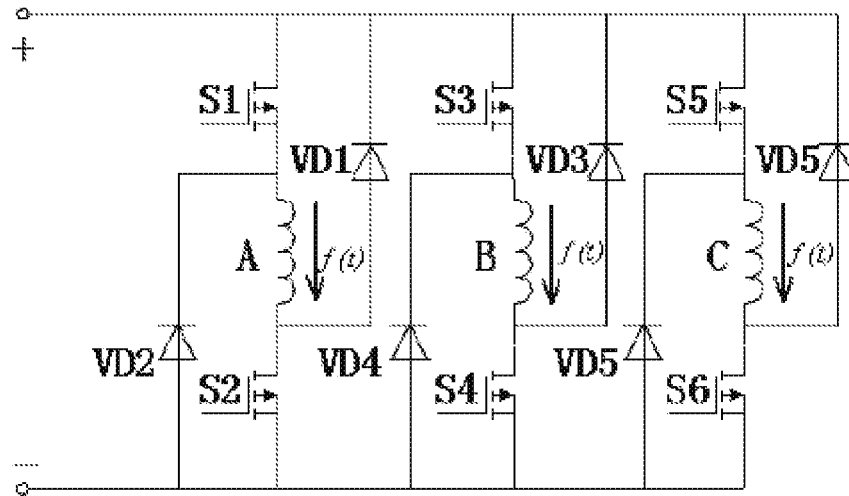 +
S1
S3
S5
VD1
VD3
VD5
A
f(t)
B
f(t)
C
f(t)
VD2
VD4
VD5
S2
S4
S6